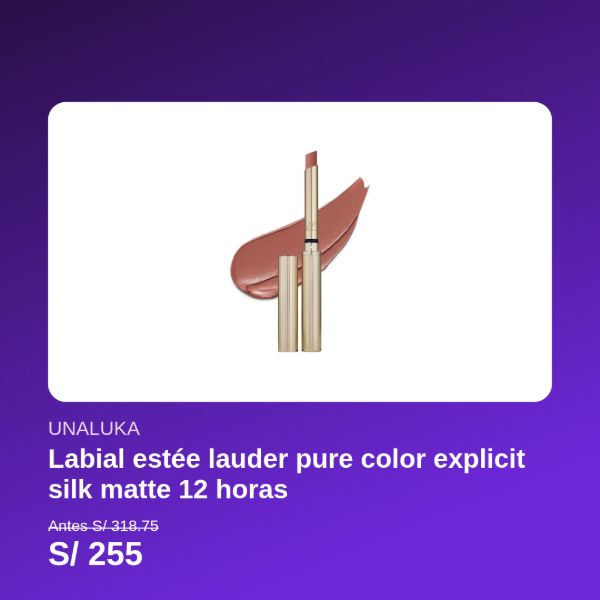 UNALUKA
Labial estée lauder pure color explicit
silk matte 12 horas
Antes S/ 318.75
S/ 255